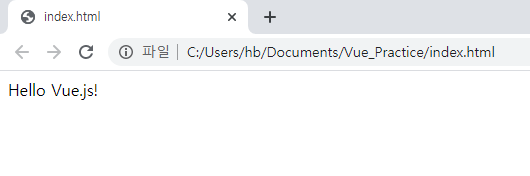 index.html
파일 C:/Users/hb/Documents/Vue_Practice/index.html
Hello Vue.js!